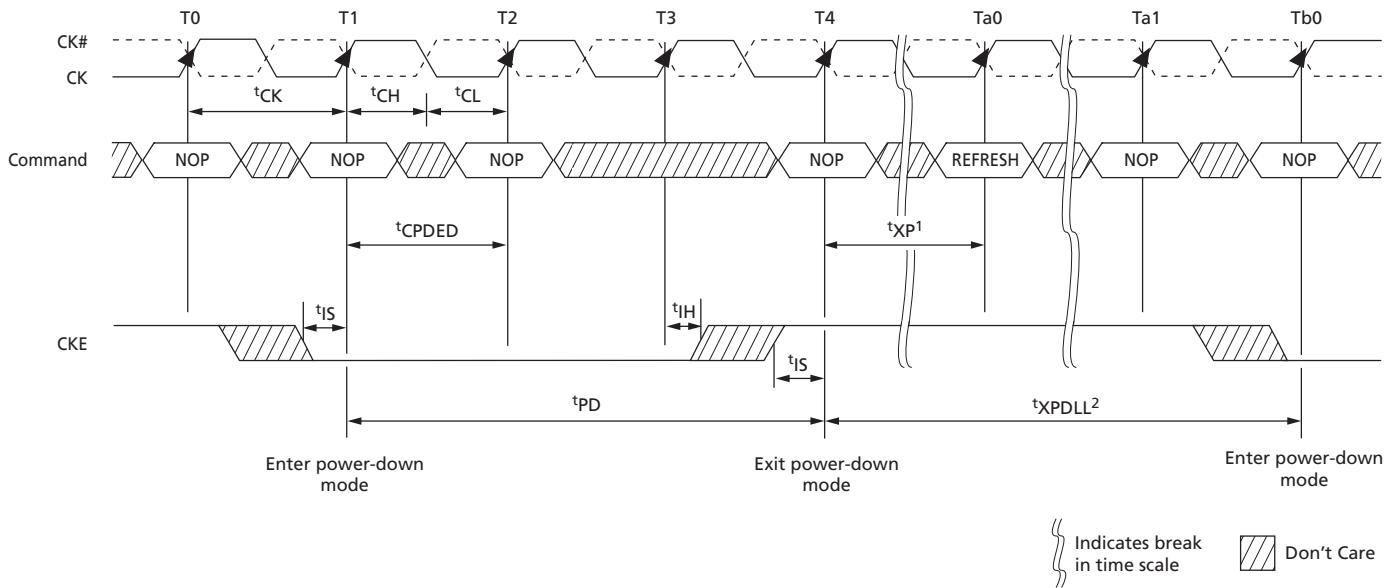 T0 T1 T2 T3 T4 Ta0 Ta1 Tb0
CK#
CK
tCK tCH tCL
Command NOP NOP NOP NOP REFRESH NOP NOP
tCPDED tXP1
tIS tIH
CKE
tIS
tPD tXPDLL2
Enter power-down
mode
Exit power-down
mode
Enter power-down
mode
Indicates break
in time scale
Don't Care